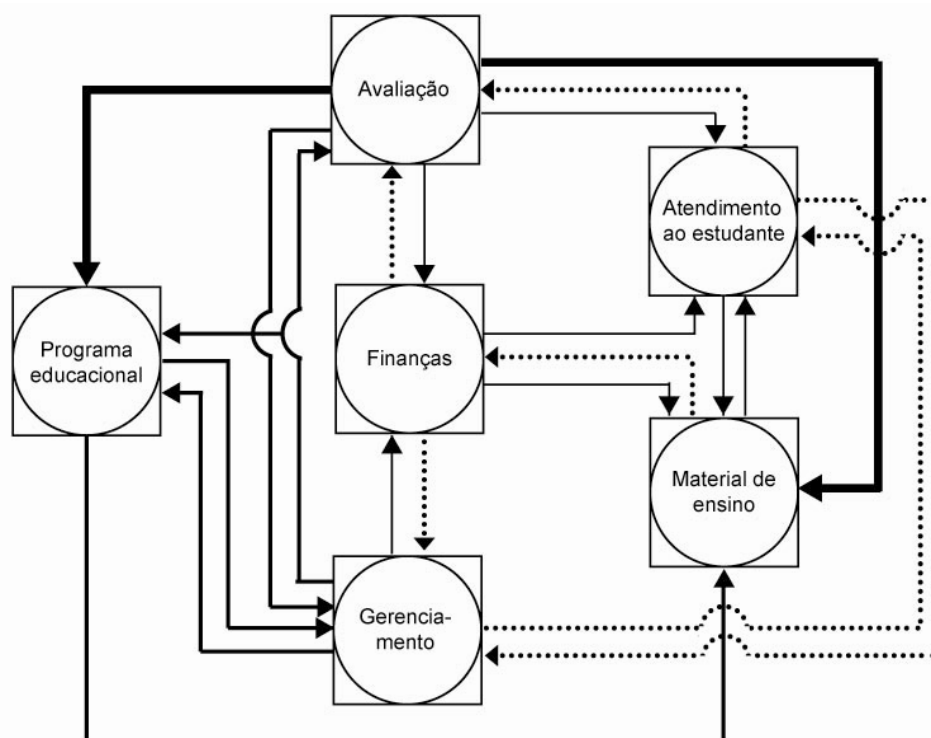 Avaliação
Atendimento
ao estudante
Programa
educacional
Finanças
Material de
ensino
Gerencia-
mento